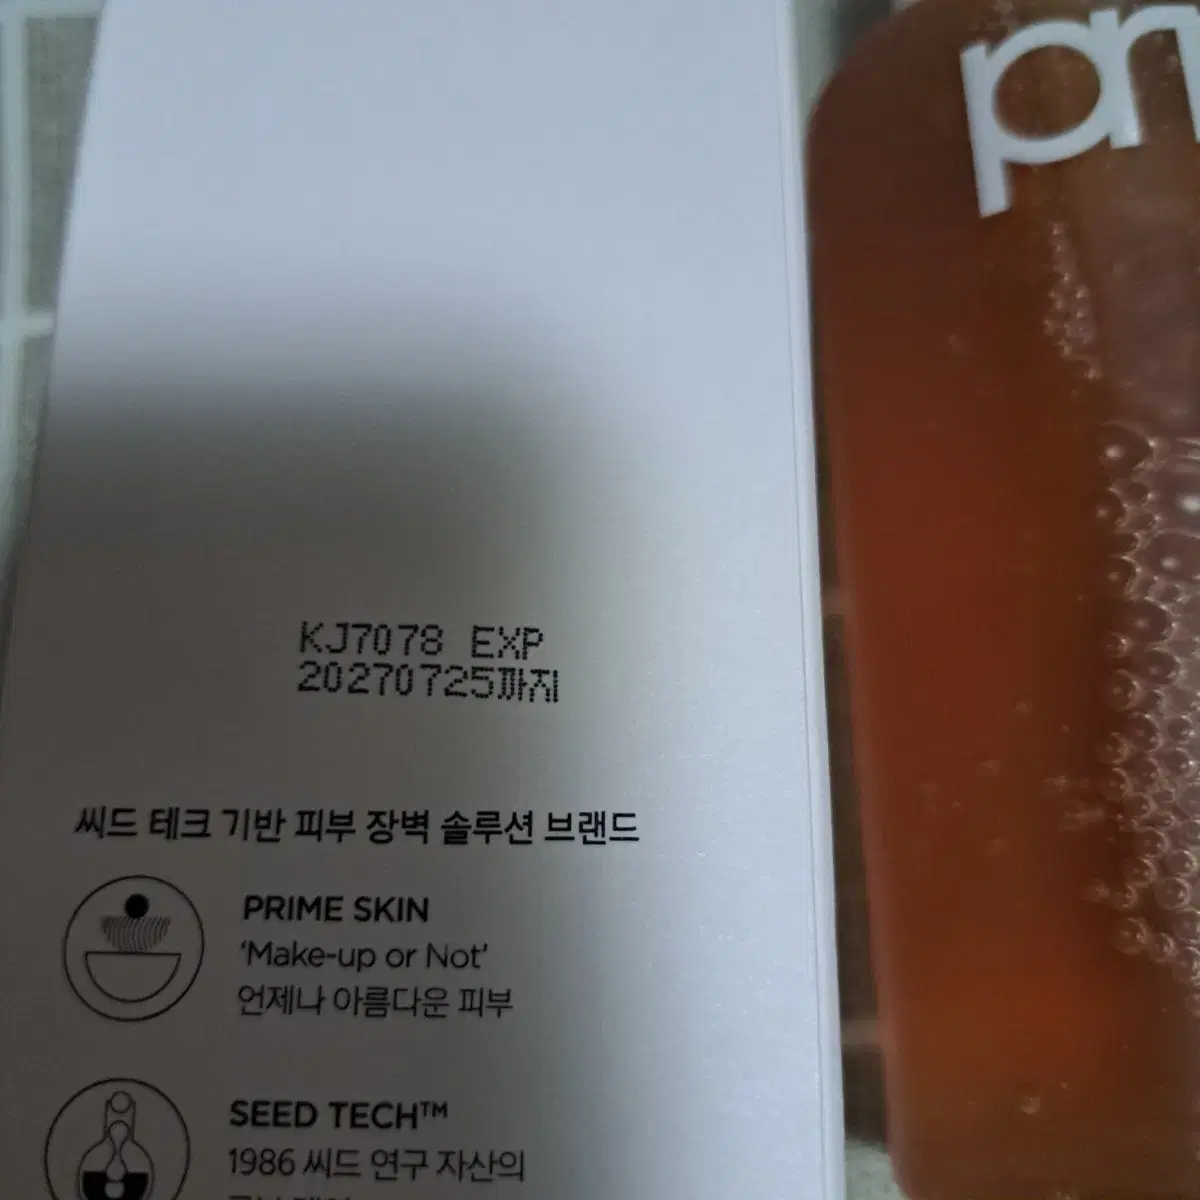 KJ7078 EXP
20270725까지
씨드 테크 기반 피부 장벽 솔루션 브랜드
PRIME SKIN
‘Make-up or Not’
언제나 아름다운 피부
SEED TECH™
1986 씨드 연구 자산의